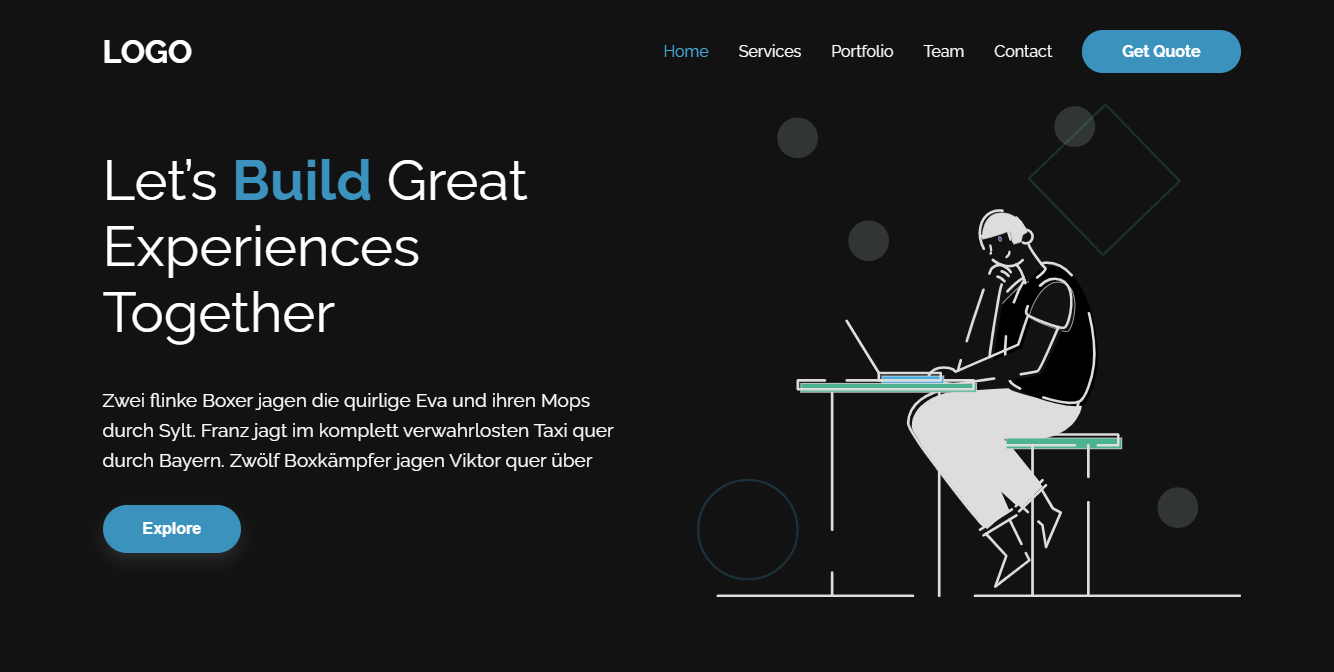 LOGO
Home Services Portfolio Team Contact Get Quote
Let’s Build Great
Experiences
Together
Zwei flinke Boxer jagen die quirlige Eva und ihren Mops
durch Sylt. Franz jagt im komplett verwahrlosten Taxi quer
durch Bayern. Zwölf Boxkämpfer jagen Viktor quer über
Explore